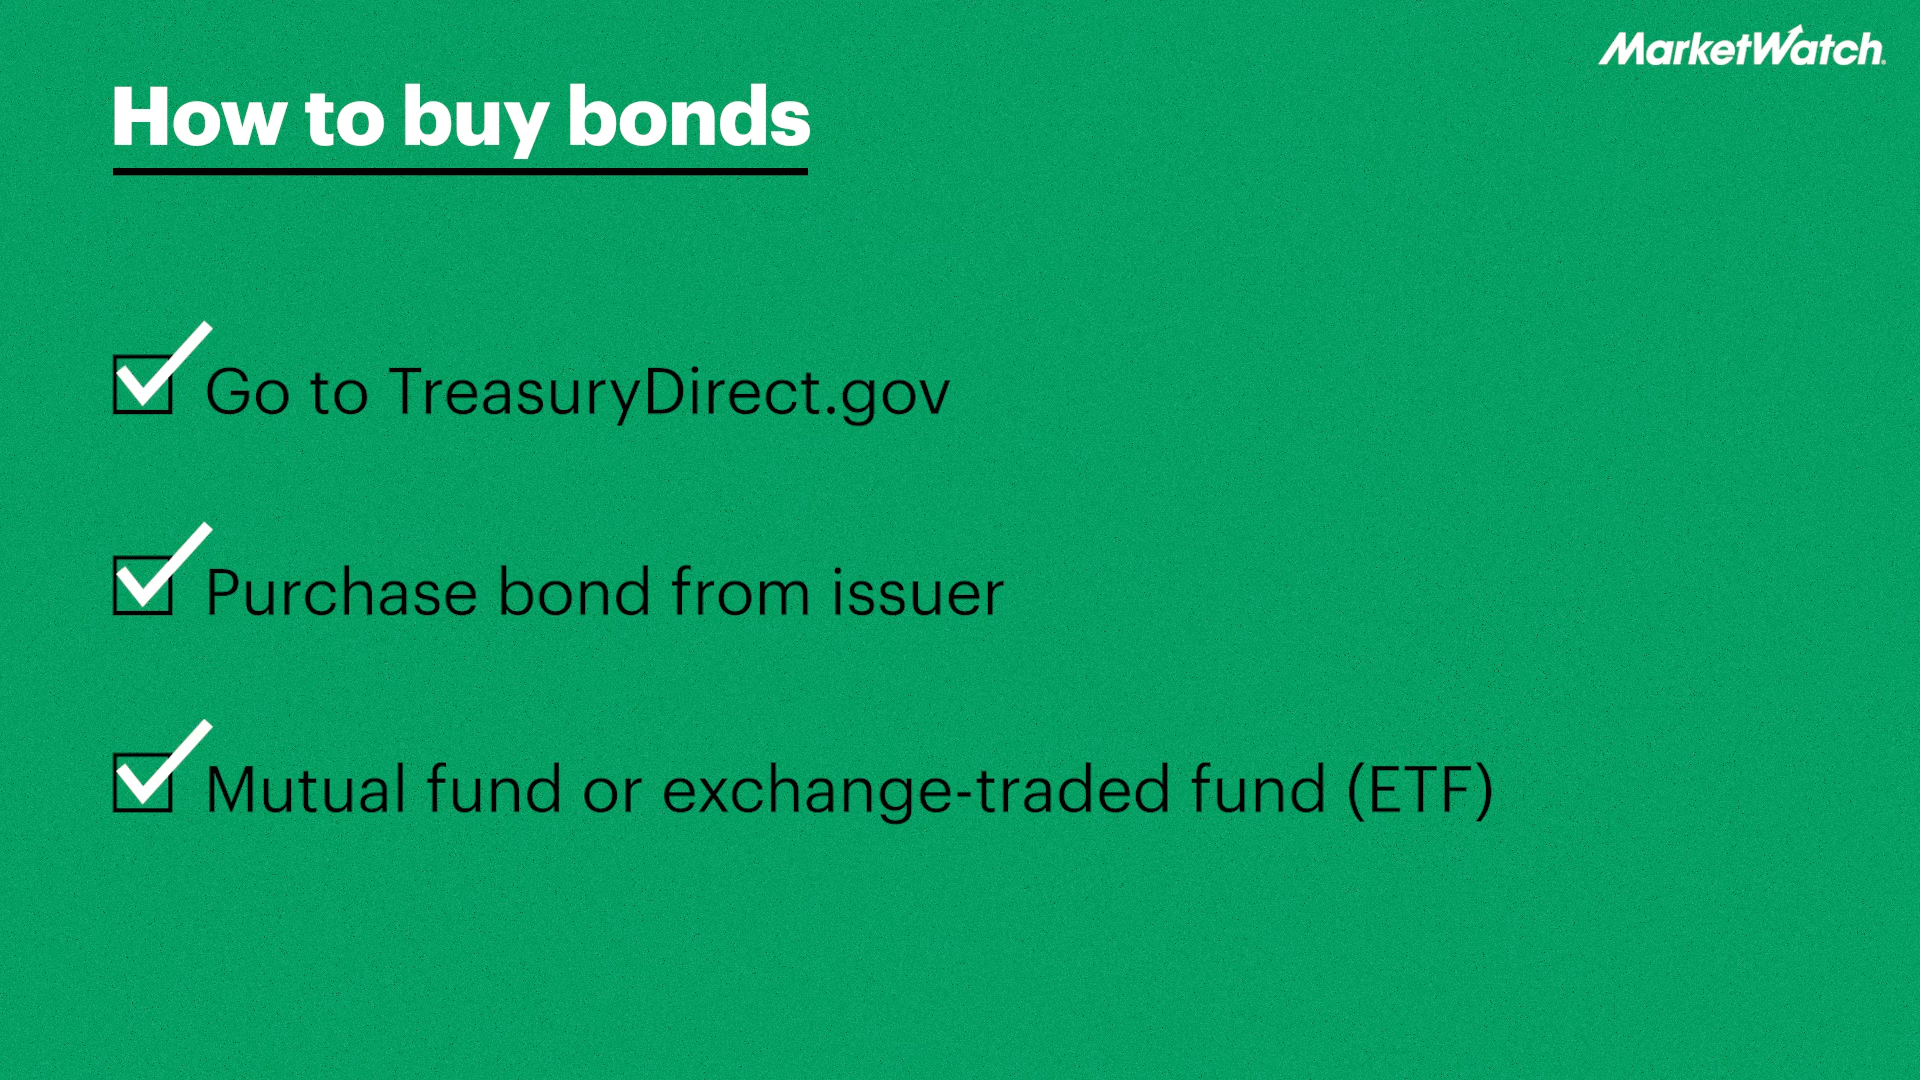 MarketWatch.
How to buy bonds
Go to TreasuryDirect.gov
Purchase bond from issuer
Mutual fund or exchange-traded fund (ETF)